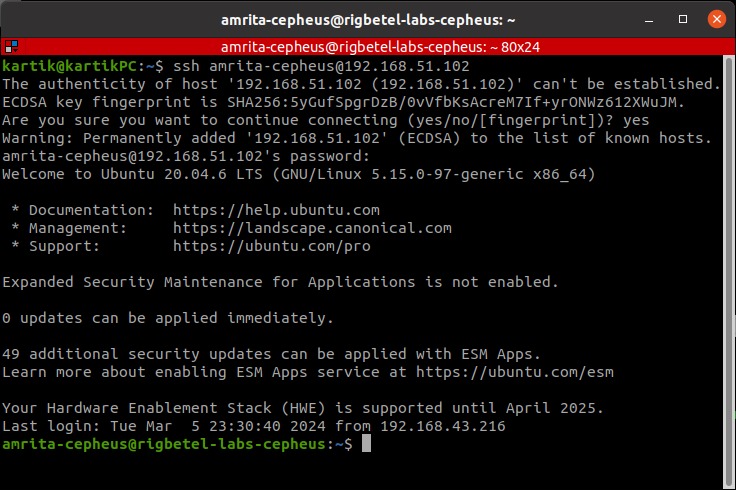 amrita-cepheus@rigbetel-labs-cepheus: ~
amrita-cepheus@rigbetel-labs-cepheus: ~ 80x24
kartik@kartikPC:~$ ssh amrita-cepheus@192.168.51.102
The authenticity of host '192.168.51.102 (192.168.51.102)' can't be established.
ECDSA key fingerprint is SHA256:5yGufSpgrDzB/0vVfbKsAcreM7If+yrONWz612XWuJM.
Are you sure you want to continue connecting (yes/no/[fingerprint])? yes
Warning: Permanently added '192.168.51.102' (ECDSA) to the list of known hosts.
amrita-cepheus@192.168.51.102's password:
Welcome to Ubuntu 20.04.6 LTS (GNU/Linux 5.15.0-97-generic x86_64)
* Documentation:  https://help.ubuntu.com
* Management:     https://landscape.canonical.com
* Support:        https://ubuntu.com/pro
Expanded Security Maintenance for Applications is not enabled.
0 updates can be applied immediately.
49 additional security updates can be applied with ESM Apps.
Learn more about enabling ESM Apps service at https://ubuntu.com/esm
Your Hardware Enablement Stack (HWE) is supported until April 2025.
Last login: Tue Mar  5 23:30:40 2024 from 192.168.43.216
amrita-cepheus@rigbetel-labs-cepheus:~$